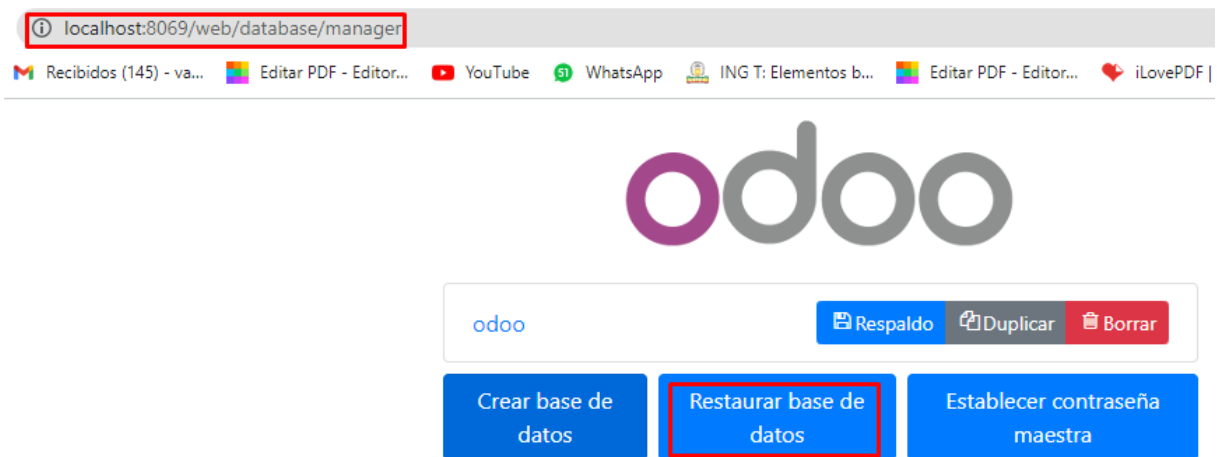 localhost:8069/web/database/manager
Recibidos (145) - va... Editar PDF - Editor... YouTube 51 WhatsApp ING T: Elementos b... Editar PDF - Editor... iLovePDF |
odoo
odoo Respaldo Duplicar Borrar
Crear base de datos
Restaurar base de datos
Establecer contraseña maestra